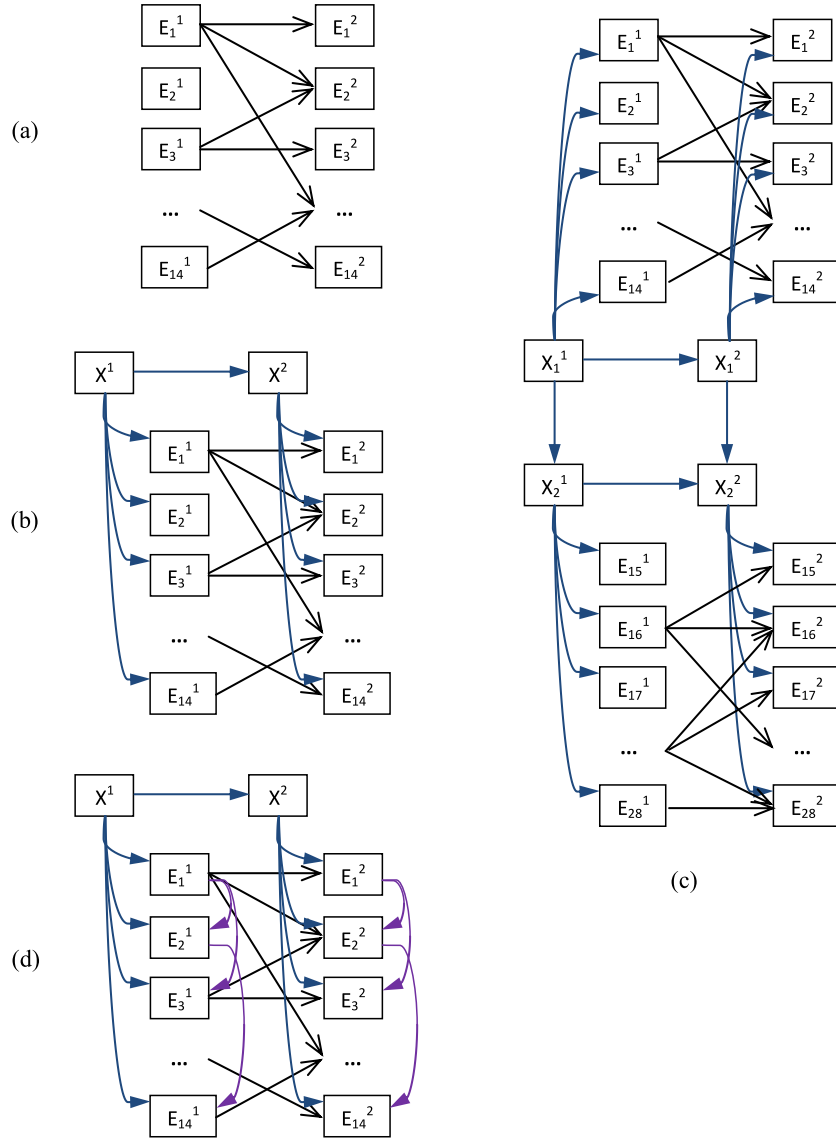 E₁¹ E₁²
E₂¹ E₂²
(a)
E₃¹ E₃²
... ...
E₁₄¹ E₁₄²
X¹ X²
E₁¹ E₁²
(b)
E₂¹ E₂²
E₃¹ E₃²
... ...
E₁₄¹ E₁₄²
X¹ X²
E₁¹ E₁²
E₂¹ E₂²
(d)
E₃¹ E₃²
... ...
E₁₄¹ E₁₄²
E₁¹ E₁²
E₂¹ E₂²
E₃¹ E₃²
... ...
E₁₄¹ E₁₄²
X₁¹ X₁²
X₂¹ X₂²
E₁₅¹ E₁₅²
E₁₆¹ E₁₆²
E₁₇¹ E₁₇²
... ...
E₂₈¹ E₂₈²
(c)